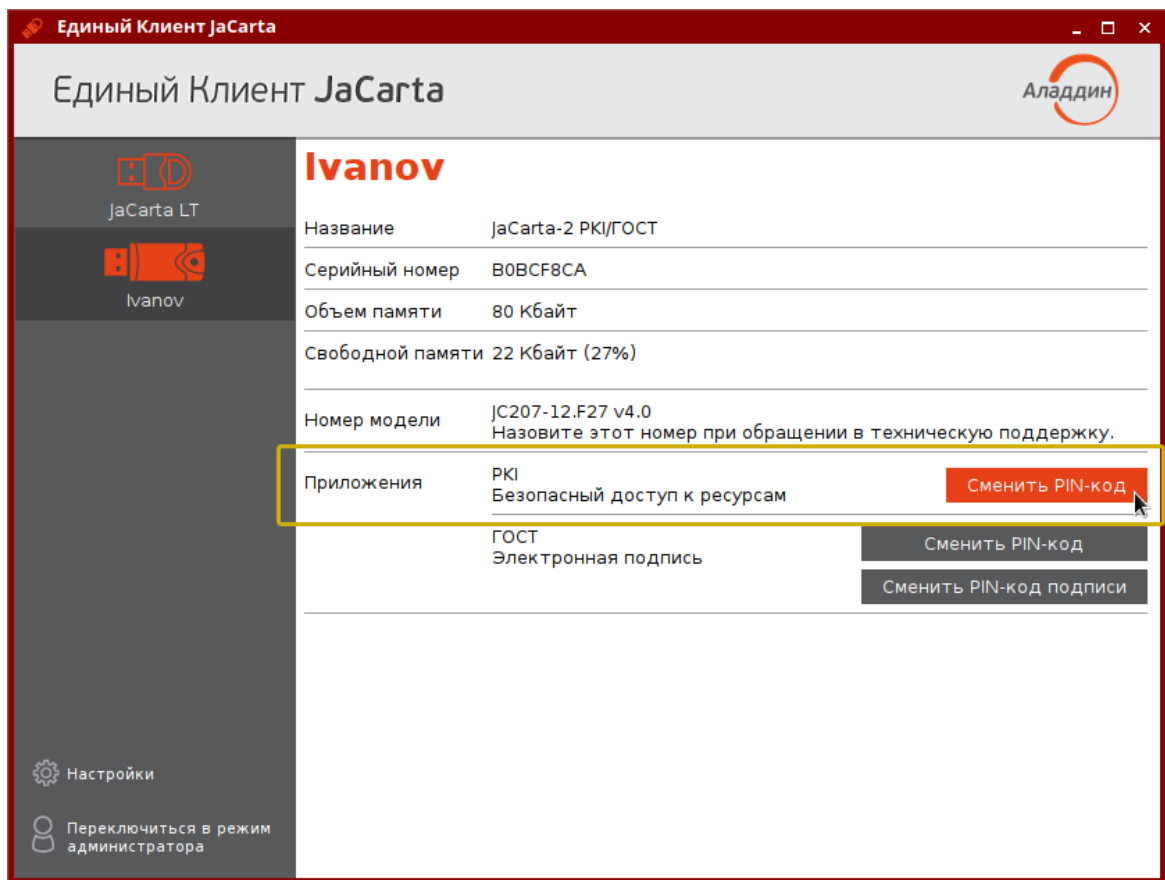 Единый Клиент JaCarta
Единый Клиент JaCarta
Аладдин
JaCarta LT
Ivanov
Ivanov
Название JaCarta-2 PKI/ГОСТ
Серийный номер B0BCF8CA
Объем памяти 80 Кбайт
Свободной памяти 22 Кбайт (27%)
Номер модели JC207-12.F27 v4.0
Назовите этот номер при обращении в техническую поддержку.
Приложения PKI
Безопасный доступ к ресурсам
Сменить PIN-код
ГОСТ
Электронная подпись
Сменить PIN-код
Сменить PIN-код подписи
Настройки
Переключиться в режим
администратора